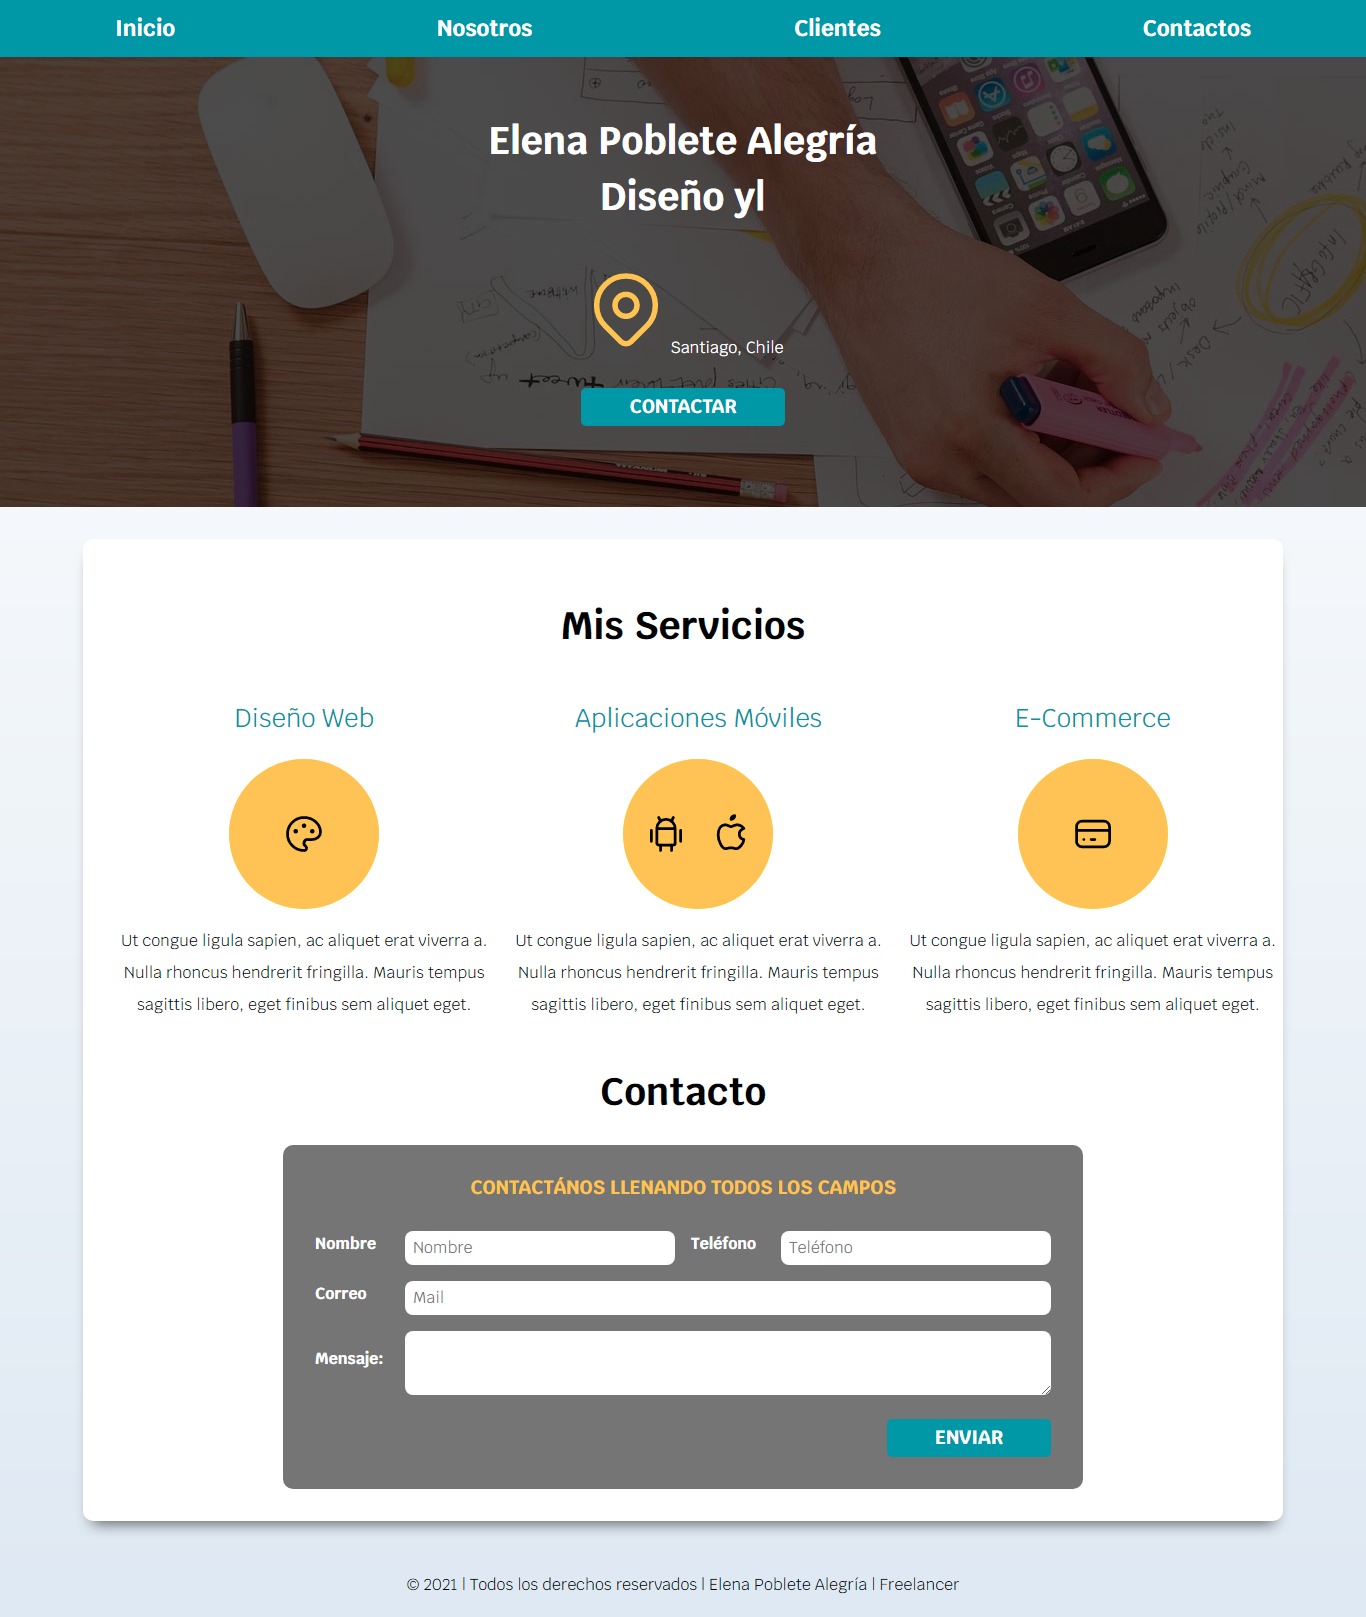 Inicio Nosotros Clientes Contactos
Elena Poblete Alegría
Diseño yl
Santiago, Chile
CONTACTAR
Mis Servicios
Diseño Web Aplicaciones Móviles E-Commerce
Ut congue ligula sapien, ac aliquet erat viverra a. Ut congue ligula sapien, ac aliquet erat viverra a. Ut congue ligula sapien, ac aliquet erat viverra a.
Nulla rhoncus hendrerit fringilla. Mauris tempus Nulla rhoncus hendrerit fringilla. Mauris tempus Nulla rhoncus hendrerit fringilla. Mauris tempus
sagittis libero, eget finibus sem aliquet eget. sagittis libero, eget finibus sem aliquet eget. sagittis libero, eget finibus sem aliquet eget.
Contacto
CONTACTÁNOS LLENANDO TODOS LOS CAMPOS
Nombre Nombre Teléfono Teléfono
Correo Mail
Mensaje:
ENVIAR
© 2021 | Todos los derechos reservados | Elena Poblete Alegría | Freelancer